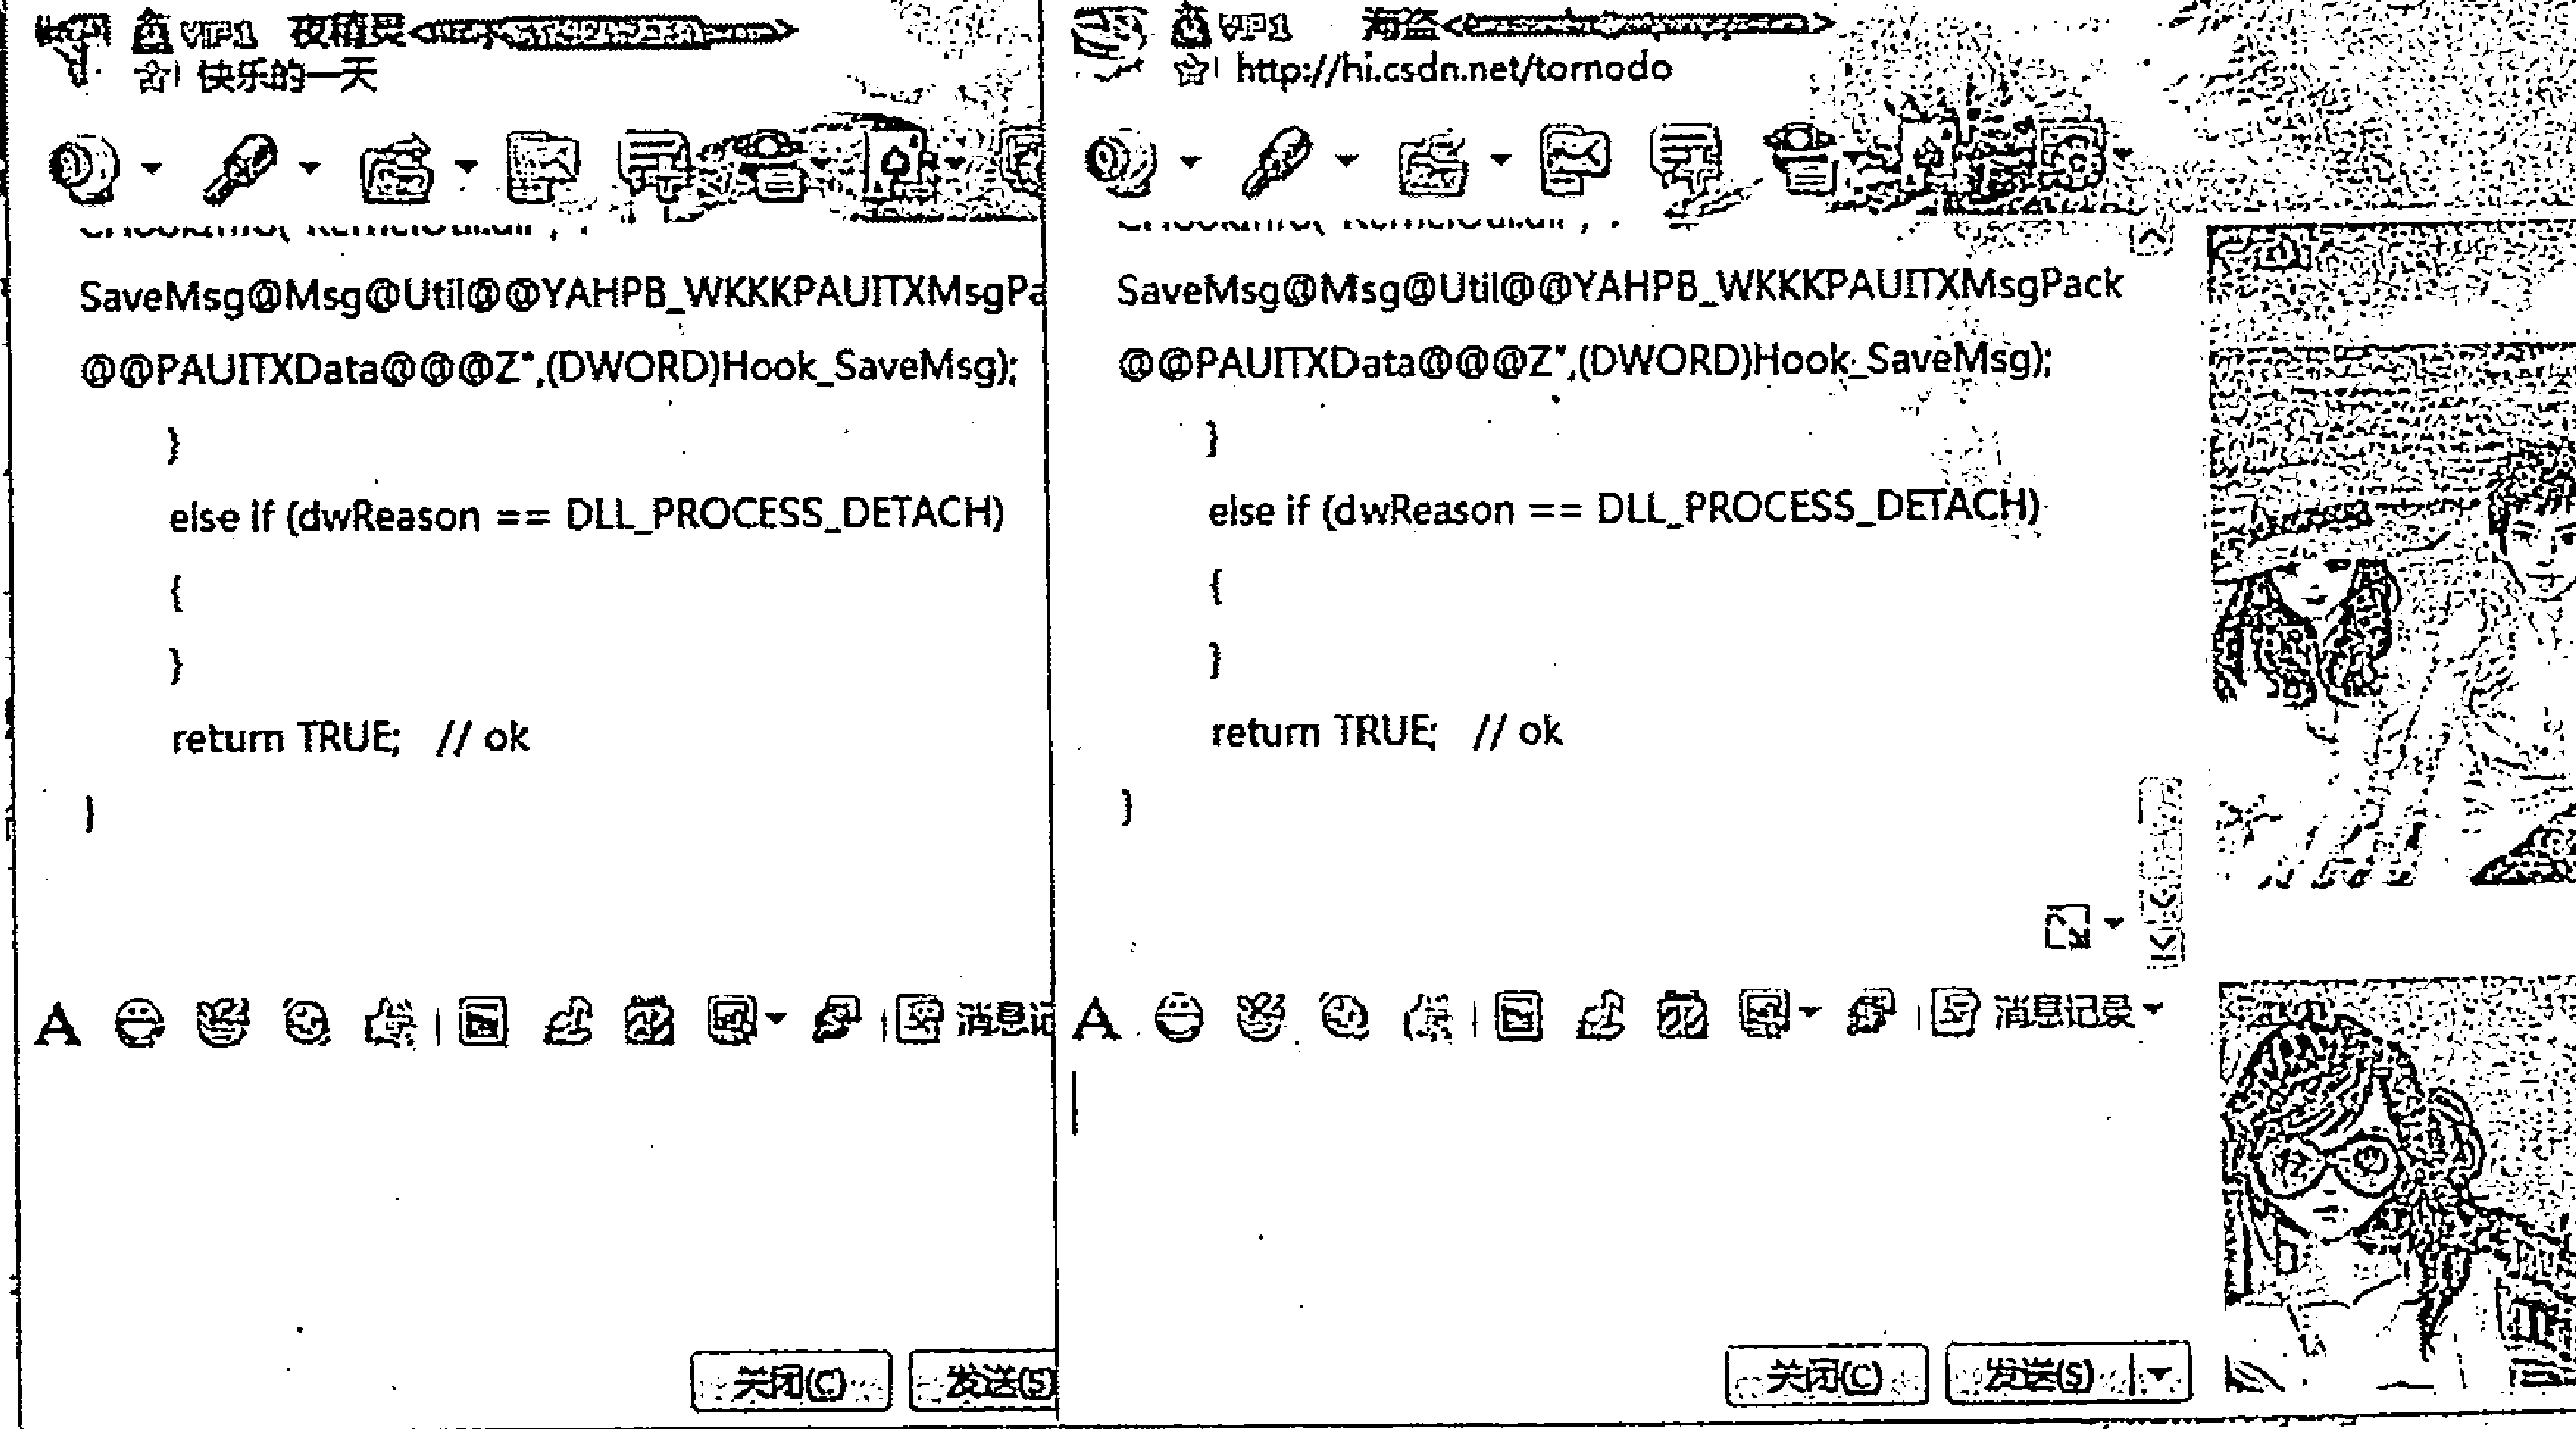 VIP1 夜精灵
快乐的一天
SaveMsg@Msg@Util@@YAHPB_WKKKPAUITXMsgPa
@@PAUITXData@@@Z",(DWORD)Hook_SaveMsg);
}
else if (dwReason == DLL_PROCESS_DETACH)
{
}
return TRUE; // ok
}
消息记
关闭(C) 发送(S)
VIP1 海盗
http://hi.csdn.net/tornodo
SaveMsg@Msg@Util@@YAHPB_WKKKPAUITXMsgPack
@@PAUITXData@@@Z",(DWORD)Hook_SaveMsg);
}
else if (dwReason == DLL_PROCESS_DETACH)
{
}
return TRUE; // ok
}
消息记录
关闭(C) 发送(S)